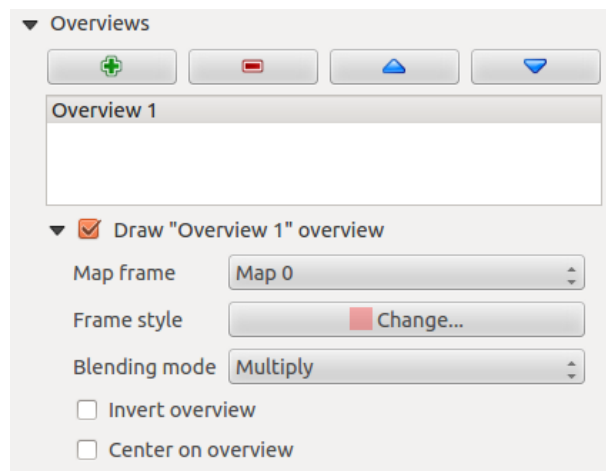 Overviews
Overview 1
Draw "Overview 1" overview
Map frame Map 0
Frame style Change...
Blending mode Multiply
Invert overview
Center on overview